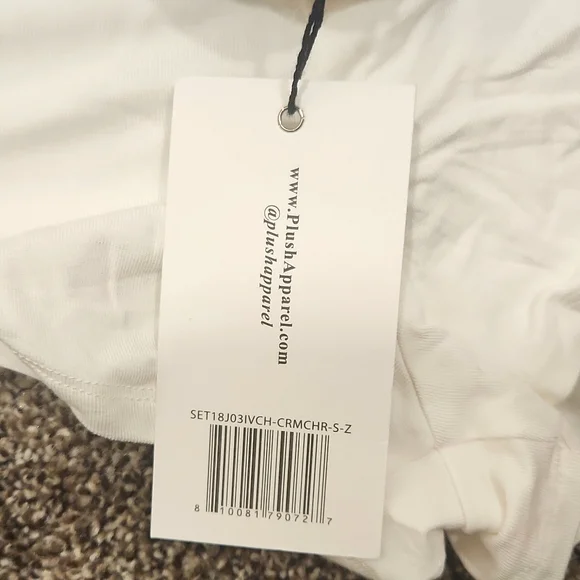 www.PlushApparel.com
@plushapparel
SET18J03IVCH-CRMCHR-S-Z
8 10081 79072 7